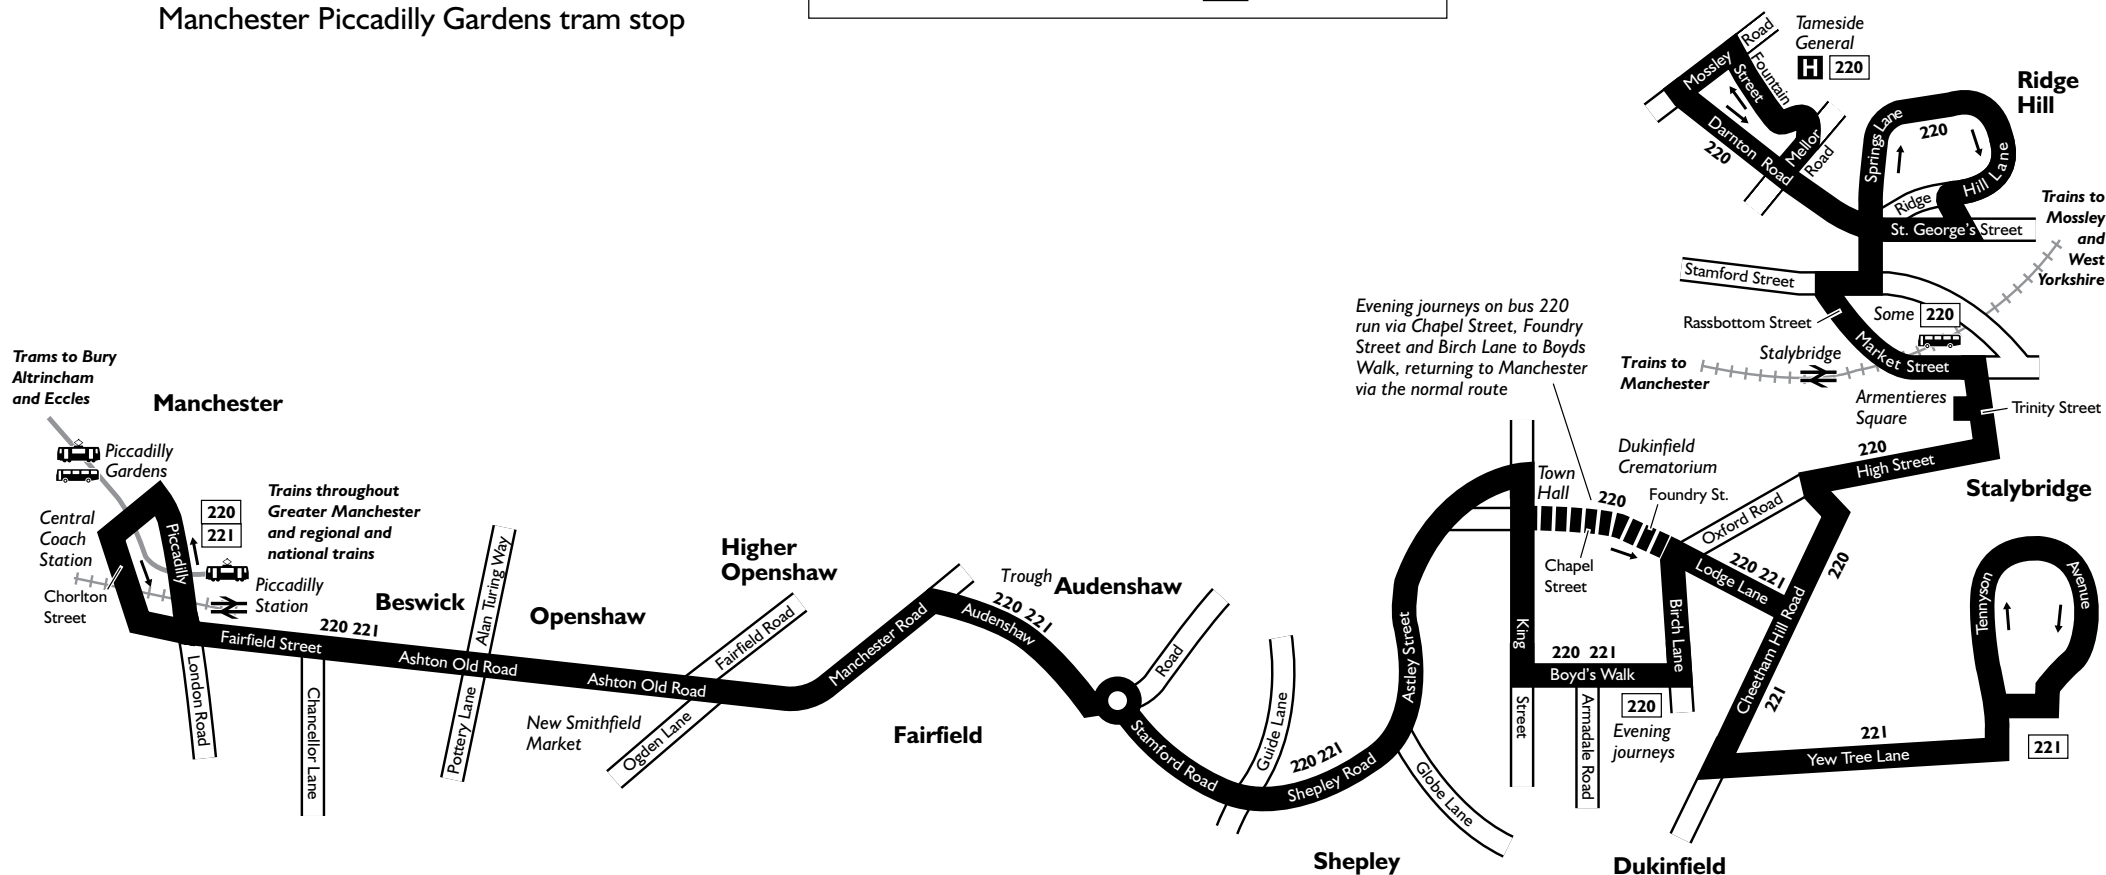 Manchester Piccadilly Gardens tram stop
Trams to Bury
Altrincham
and Eccles
Manchester
Piccadilly
Gardens
Central
Coach
Station
Chorlton
Street
Piccadilly
220
221
Trains throughout
Greater Manchester
and regional and
national trains
Piccadilly
Station
London Road
Fairfield Street
220 221
Chancellor Lane
Beswick
Ashton Old Road
Alan Turing Way
Pottery Lane
Openshaw
Ashton Old Road
New Smithfield
Market
Higher
Openshaw
Fairfield Road
Ogden Lane
Manchester Road
Fairfield
Trough
Audenshaw
220 221
Audenshaw
Road
Stamford Road
Guide Lane
220 221
Shepley Road
Shepley
Astley Street
Globe Lane
Evening journeys on bus 220
run via Chapel Street, Foundry
Street and Birch Lane to Boyds
Walk, returning to Manchester
via the normal route
Town
Hall
220
Dukinfield
Crematorium
Foundry St.
Chapel
Street
King
Street
220 221
Boyd's Walk
Armadale Road
220
Evening
journeys
Birch Lane
Lodge Lane
220 221
Oxford Road
Dukinfield
Cheetham Hill Road
220
221
221
Yew Tree Lane
Tennyson
Avenue
221
220
High Street
Stalybridge
Trinity Street
Armentieres
Square
Market Street
Rassbottom Street
Some 220
Stalybridge
Trains to
Manchester
Stamford Street
Trains to
Mossley
and
West
Yorkshire
St. George's Street
Ridge
Hill Lane
Springs Lane
220
Ridge
Hill
Darnton Road
220
Mossley
Road
Fountain
Street
Mellor
Road
Tameside
General
H 220